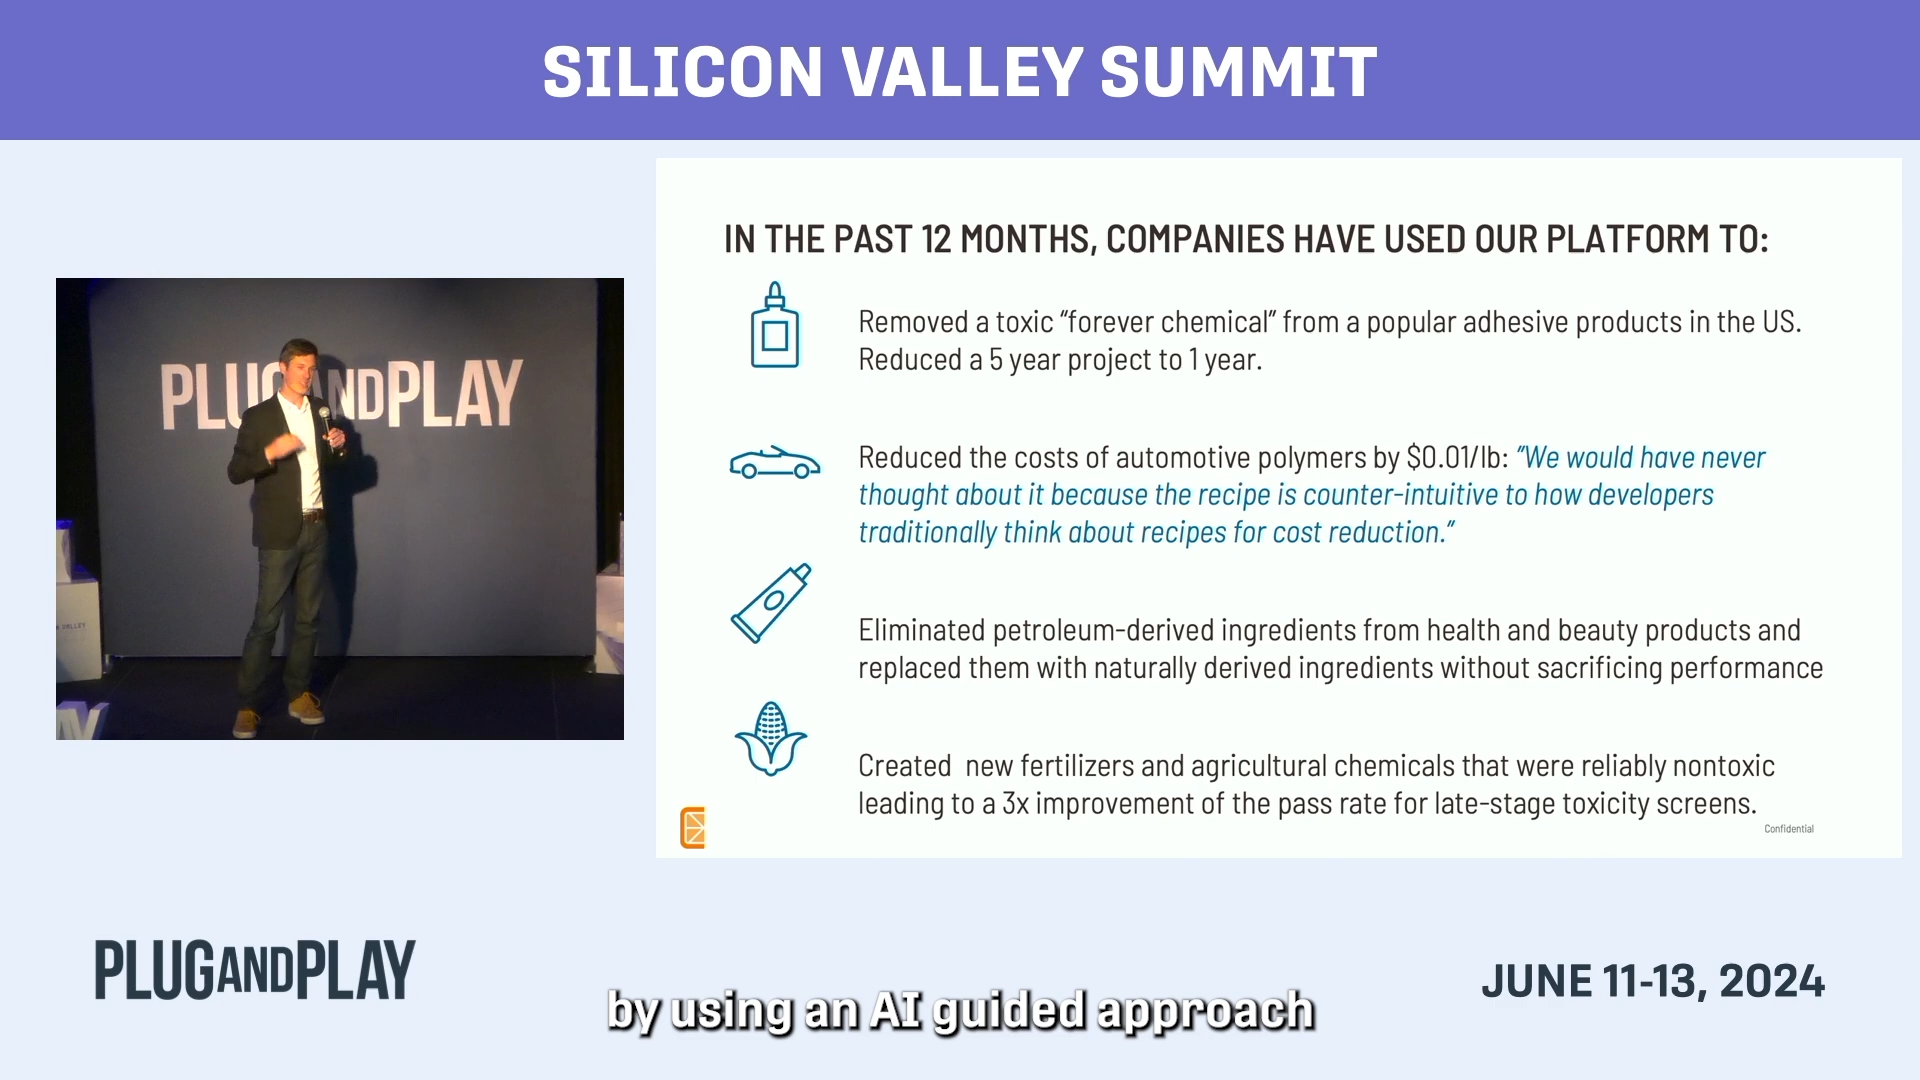 SILICON VALLEY SUMMIT
PLUGANDPLAY
IN THE PAST 12 MONTHS, COMPANIES HAVE USED OUR PLATFORM TO:
Removed a toxic “forever chemical” from a popular adhesive products in the US.
Reduced a 5 year project to 1 year.
Reduced the costs of automotive polymers by $0.01/lb: “We would have never
thought about it because the recipe is counter-intuitive to how developers
traditionally think about recipes for cost reduction.”
Eliminated petroleum-derived ingredients from health and beauty products and
replaced them with naturally derived ingredients without sacrificing performance
Created  new fertilizers and agricultural chemicals that were reliably nontoxic
leading to a 3x improvement of the pass rate for late-stage toxicity screens.
Confidential
PLUGANDPLAY
JUNE 11-13, 2024
by using an AI guided approach